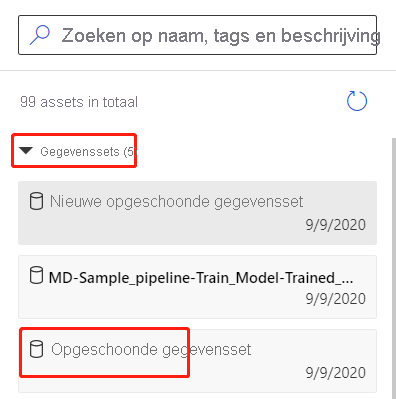 Zoeken op naam, tags en beschrijving
99 assets in totaal
Gegevenssets (5
Nieuwe opgeschoonde gegevensset
9/9/2020
MD-Sample_pipeline-Train_Model-Trained_...
9/9/2020
Opgeschoonde gegevensset
9/9/2020